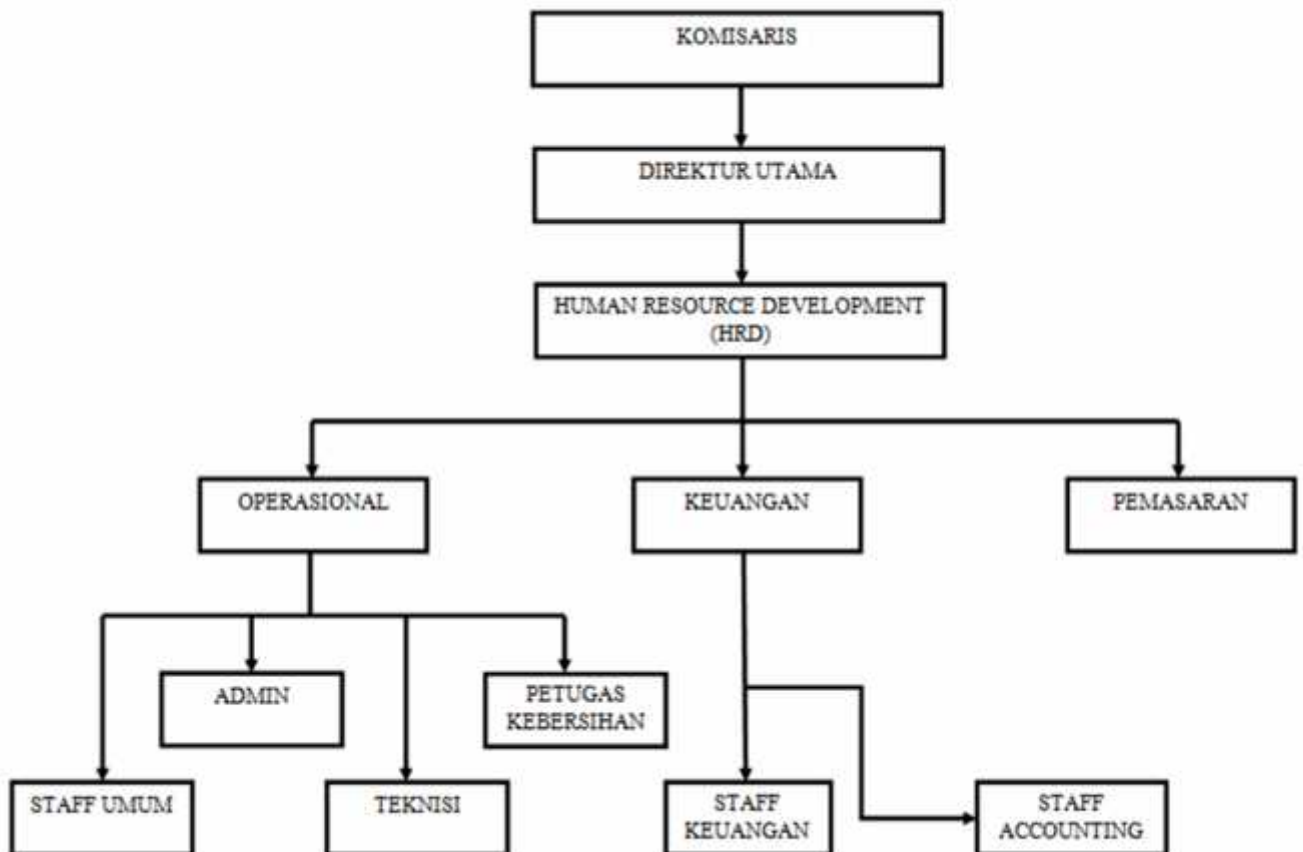 KOMISARIS
DIREKTUR UTAMA
HUMAN RESOURCE DEVELOPMENT
(HRD)
OPERASIONAL
KEUANGAN
PEMASARAN
ADMIN
PETUGAS
KEBERSIHAN
STAFF UMUM
TEKNISI
STAFF
KEUANGAN
STAFF
ACCOUNTING